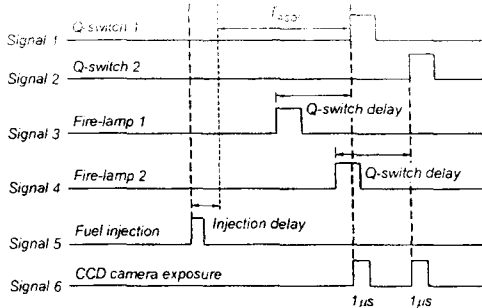 Signal 1 Q-switch 1
Signal 2 Q-switch 2
Q-switch delay
Signal 3 Fire-lamp 1
Signal 4 Fire-lamp 2
Q-switch delay
Signal 5 Fuel injection
Injection delay
Signal 6 CCD camera exposure
1μs 1μs